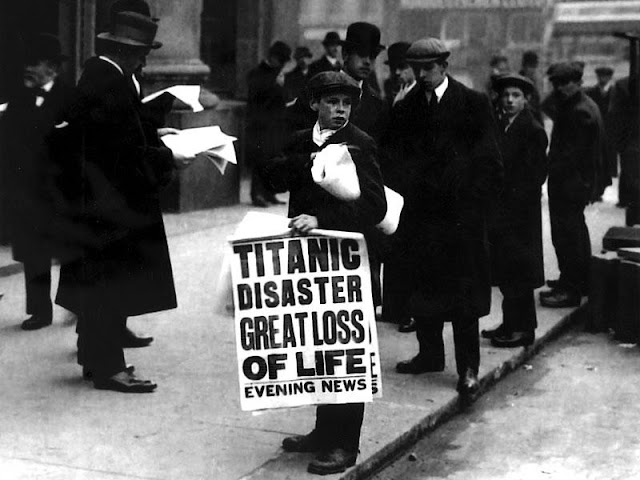 TITANIC
DISASTER
GREAT LOSS
OF LIFE
EVENING NEWS